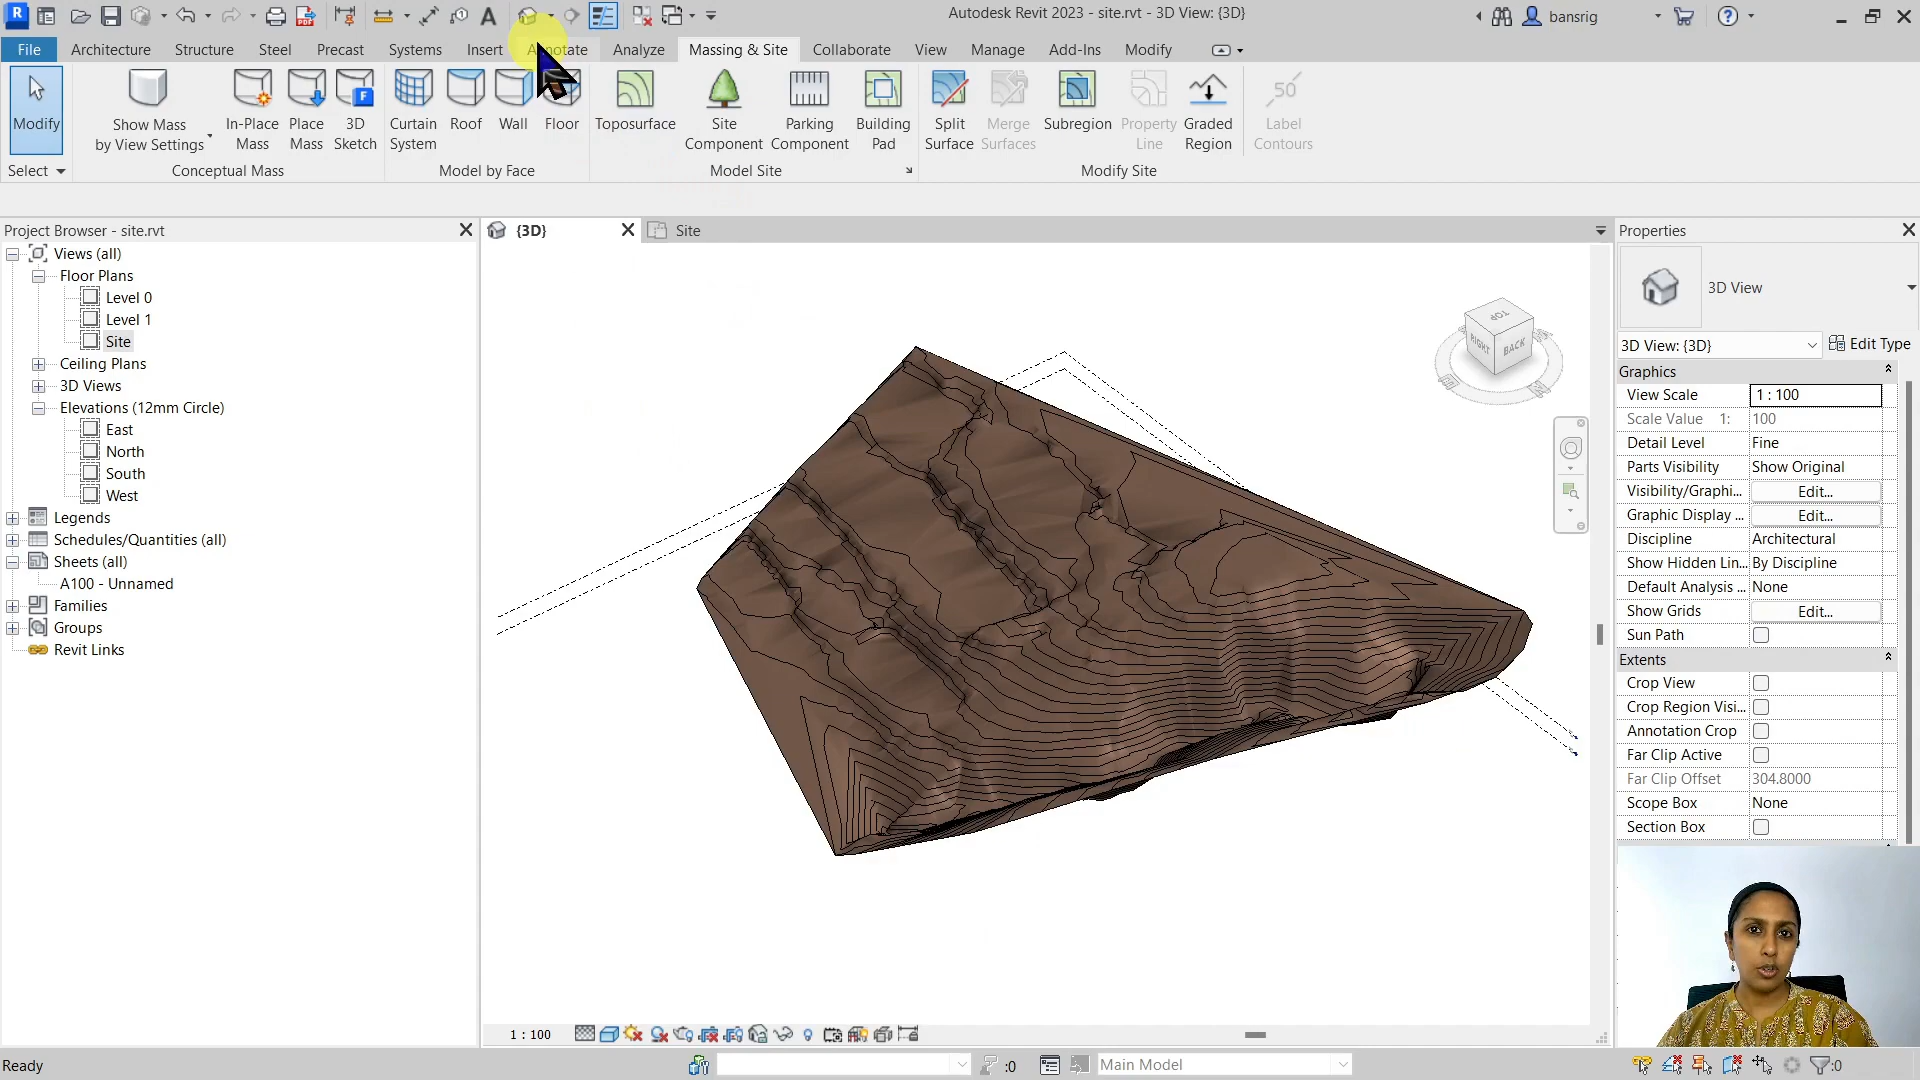 Autodesk Revit 2023 - site.rvt - 3D View: {3D}
bansrig
File Architecture Structure Steel Precast Systems Insert Annotate Analyze Massing & Site Collaborate View Manage Add-Ins Modify
Modify
Show Mass
by View Settings
In-Place
Mass
Place
Mass
3D
Sketch
Curtain
System
Roof
Wall
Floor
Toposurface
Site
Component
Parking
Component
Building
Pad
Split
Surface
Merge
Surfaces
Subregion
Property
Line
Graded
Region
Label
Contours
Select
Conceptual Mass
Model by Face
Model Site
Modify Site
Project Browser - site.rvt
Views (all)
Floor Plans
Level 0
Level 1
Site
Ceiling Plans
3D Views
Elevations (12mm Circle)
East
North
South
West
Legends
Schedules/Quantities (all)
Sheets (all)
A100 - Unnamed
Families
Groups
Revit Links
{3D}
Site
TOP
RIGHT
BACK
Properties
3D View
3D View: {3D}
Edit Type
Graphics
View Scale 1 : 100
Scale Value 1: 100
Detail Level Fine
Parts Visibility Show Original
Visibility/Graphi... Edit...
Graphic Display ... Edit...
Discipline Architectural
Show Hidden Lin... By Discipline
Default Analysis ... None
Show Grids Edit...
Sun Path
Extents
Crop View
Crop Region Visi...
Annotation Crop
Far Clip Active
Far Clip Offset 304.8000
Scope Box None
Section Box
1 : 100
Ready
:0
Main Model
:0